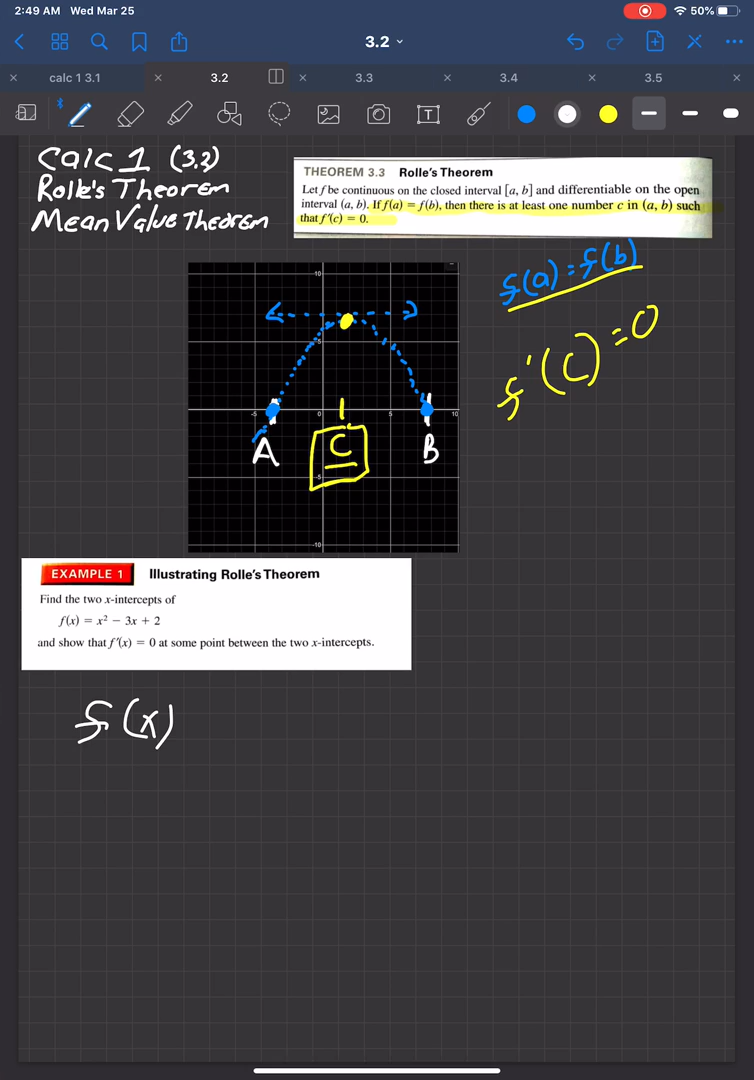 2:49 AM Wed Mar 25
50%
3.2
calc 1 3.1
3.2
3.3
3.4
3.5
T
Calc 1 (3.2)
Rolle's Theorem
Mean Value Theorem
THEOREM 3.3 Rolle's Theorem
Let f be continuous on the closed interval [a, b] and differentiable on the open
interval (a, b). If f(a) = f(b), then there is at least one number c in (a, b) such
that f'(c) = 0.
f(a) = f(b)
f'(c) = 0
10
5
-5
0
5
10
-5
-10
A
C
B
EXAMPLE 1 Illustrating Rolle's Theorem
Find the two x-intercepts of
f(x) = x² − 3x + 2
and show that f'(x) = 0 at some point between the two x-intercepts.
f(x)